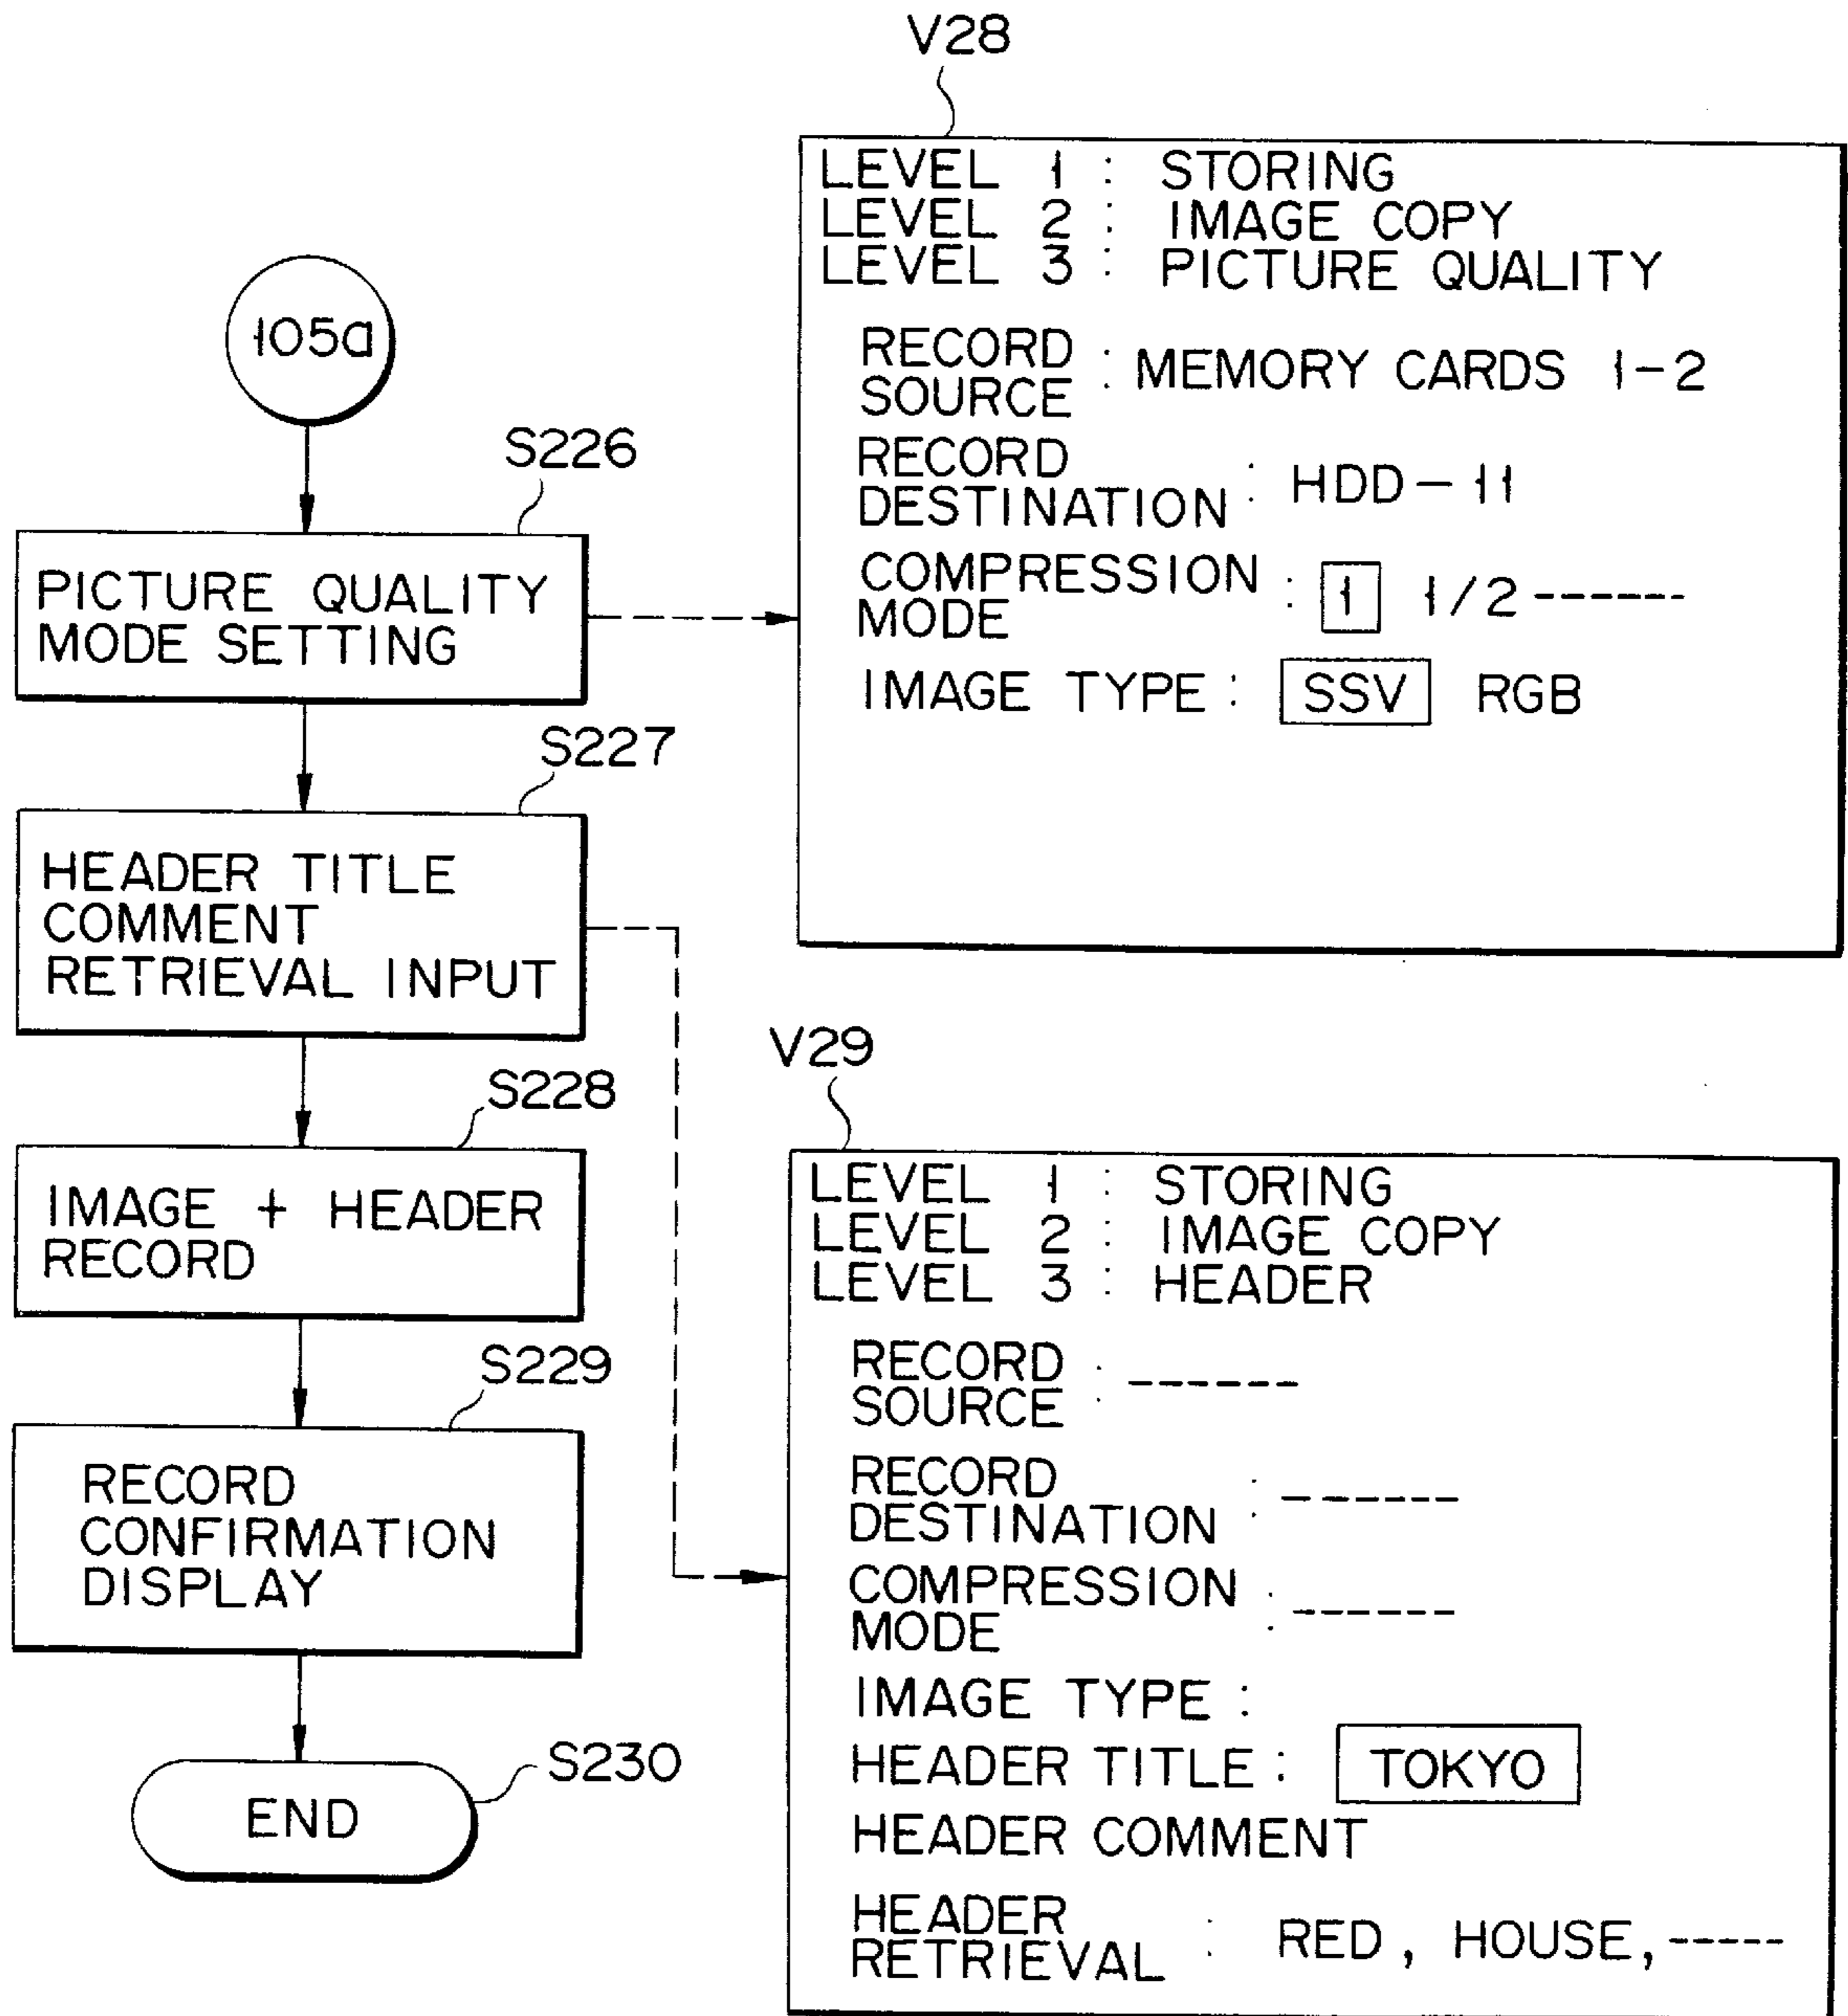 105a
S226
PICTURE QUALITY
MODE SETTING
S227
HEADER TITLE
COMMENT
RETRIEVAL INPUT
S228
IMAGE + HEADER
RECORD
S229
RECORD
CONFIRMATION
DISPLAY
S230
END
V28
LEVEL 1 : STORING
LEVEL 2 : IMAGE COPY
LEVEL 3 : PICTURE QUALITY
RECORD
SOURCE : MEMORY CARDS 1-2
RECORD
DESTINATION : HDD-11
COMPRESSION
MODE : 1 1/2 ------
IMAGE TYPE : SSV RGB
V29
LEVEL 1 : STORING
LEVEL 2 : IMAGE COPY
LEVEL 3 : HEADER
RECORD
SOURCE : ------
RECORD
DESTINATION : ------
COMPRESSION
MODE : ------
IMAGE TYPE :
HEADER TITLE : TOKYO
HEADER COMMENT
HEADER
RETRIEVAL : RED, HOUSE, -----